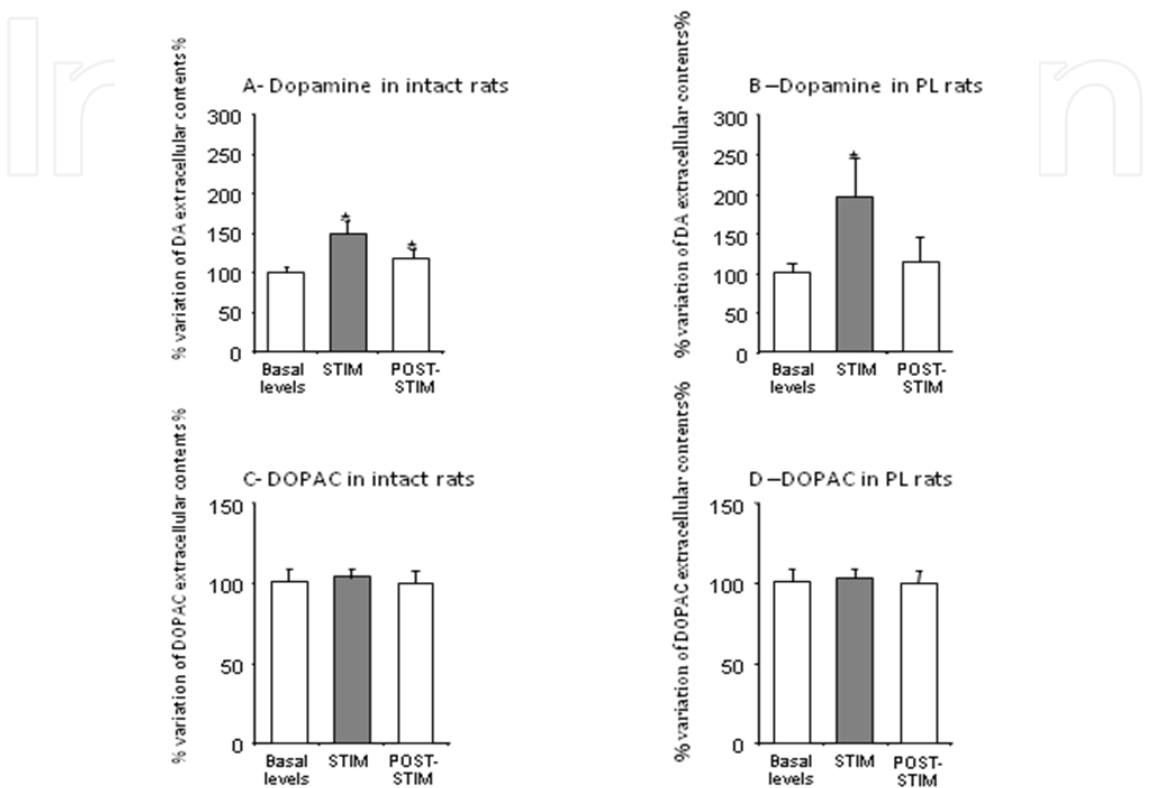 A- Dopamine in intact rats
% variation of DA extracellular contents%
300
250
200
150
100
50
0
*
*
Basal levels
STIM
POST-STIM
B –Dopamine in PL rats
% variation of DA extracellular contents%
300
250
200
150
100
50
0
*
Basal levels
STIM
POST-STIM
C- DOPAC in intact rats
% variation of DOPAC extracellular contents%
150
100
50
0
Basal levels
STIM
POST-STIM
D –DOPAC in PL rats
% variation of DOPAC extracellular contents%
150
100
50
0
Basal levels
STIM
POST-STIM